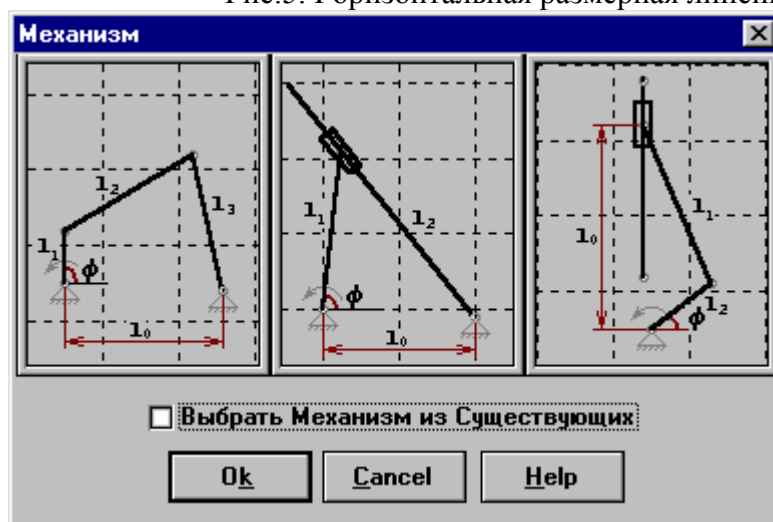 Рис.5. Горизонтальная размерная линейка
Механизм
l₁ l₂ l₃ ϕ l₀
l₁ l₂ ϕ l₀
l₀ l₁ l₂ ϕ
Выбрать Механизм из Существующих
Ok Cancel Help